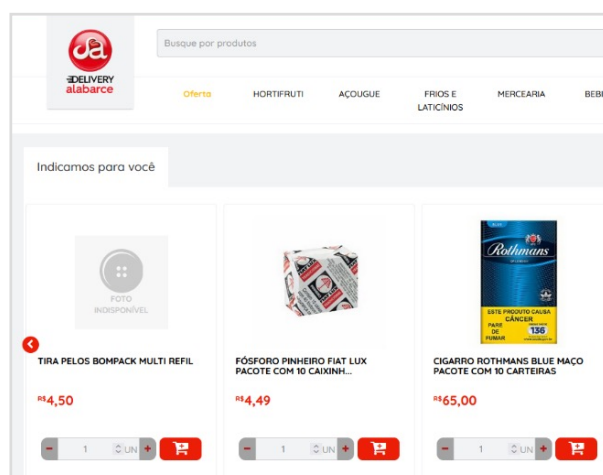 Busque por produtos
DELIVERY
alabarce
Oferta
HORTIFRUTI
AÇOUGUE
FRIOS E
LATICÍNIOS
MERCEARIA
BEB
Indicamos para você
FOTO
INDISPONÍVEL
Rothmans
ESTE PRODUTO CAUSA
CÂNCER
PARE
DE
FUMAR
136
TIRA PELOS BOMPACK MULTI REFIL
FÓSFORO PINHEIRO FIAT LUX
PACOTE COM 10 CAIXINH...
CIGARRO ROTHMANS BLUE MAÇO
PACOTE COM 10 CARTEIRAS
R$4,50
R$4,49
R$65,00
- 1 UN +
- 1 UN +
- 1 UN +